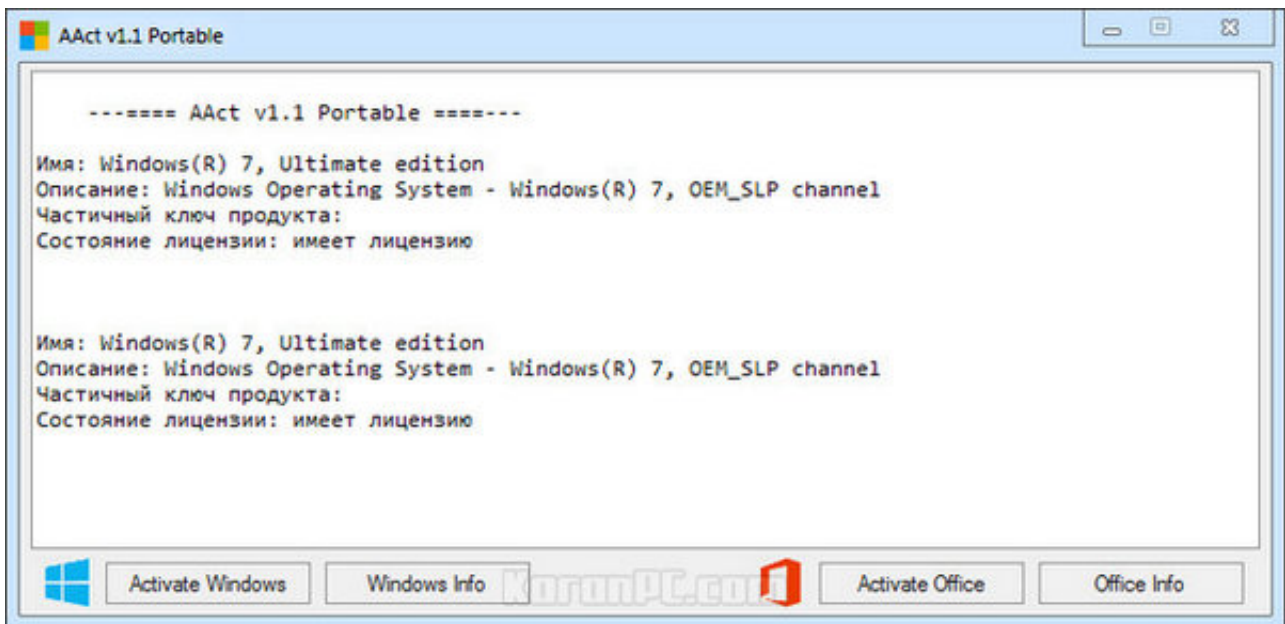 AAct v1.1 Portable
---==== AAct v1.1 Portable ====---
Имя: Windows(R) 7, Ultimate edition
Описание: Windows Operating System - Windows(R) 7, OEM_SLP channel
Частичный ключ продукта:
Состояние лицензии: имеет лицензию
Имя: Windows(R) 7, Ultimate edition
Описание: Windows Operating System - Windows(R) 7, OEM_SLP channel
Частичный ключ продукта:
Состояние лицензии: имеет лицензию
Activate Windows Windows Info KaranPC.com Activate Office Office Info